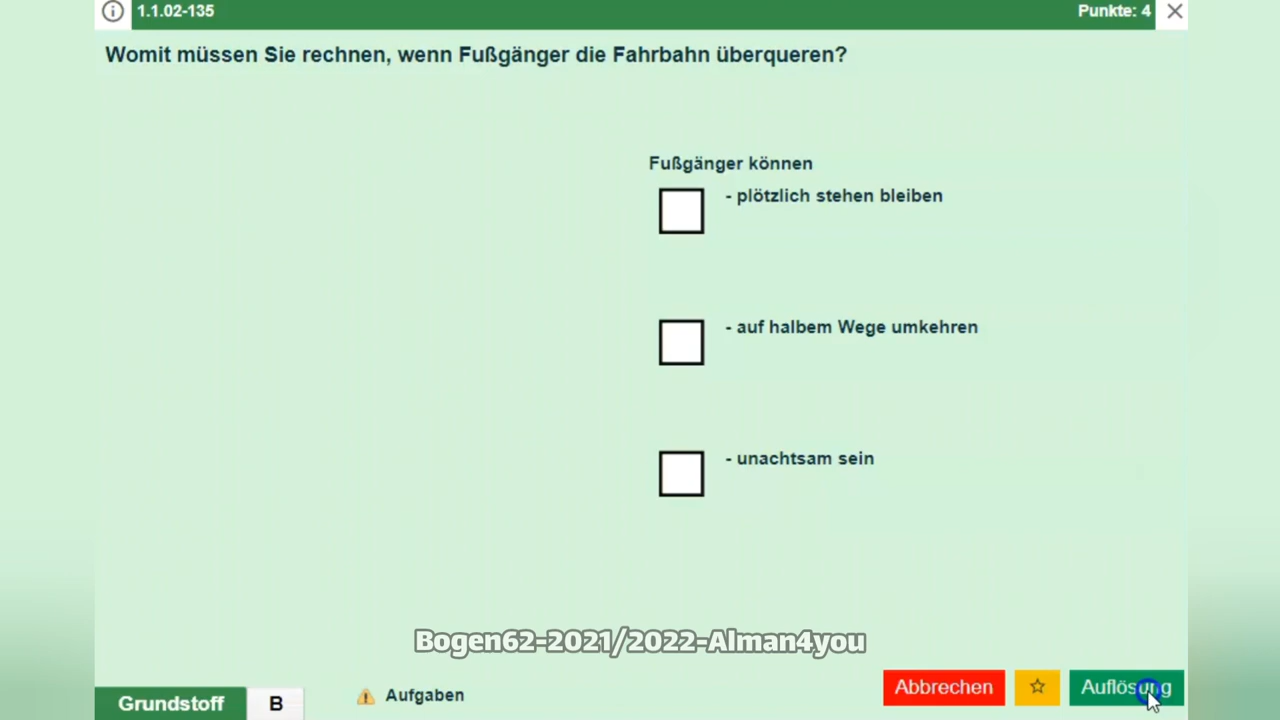 1.1.02-135
Punkte: 4
Womit müssen Sie rechnen, wenn Fußgänger die Fahrbahn überqueren?
Fußgänger können
- plötzlich stehen bleiben
- auf halbem Wege umkehren
- unachtsam sein
Bogen62-2021/2022-Alman4you
Abbrechen
Auflösung
Grundstoff
B
Aufgaben